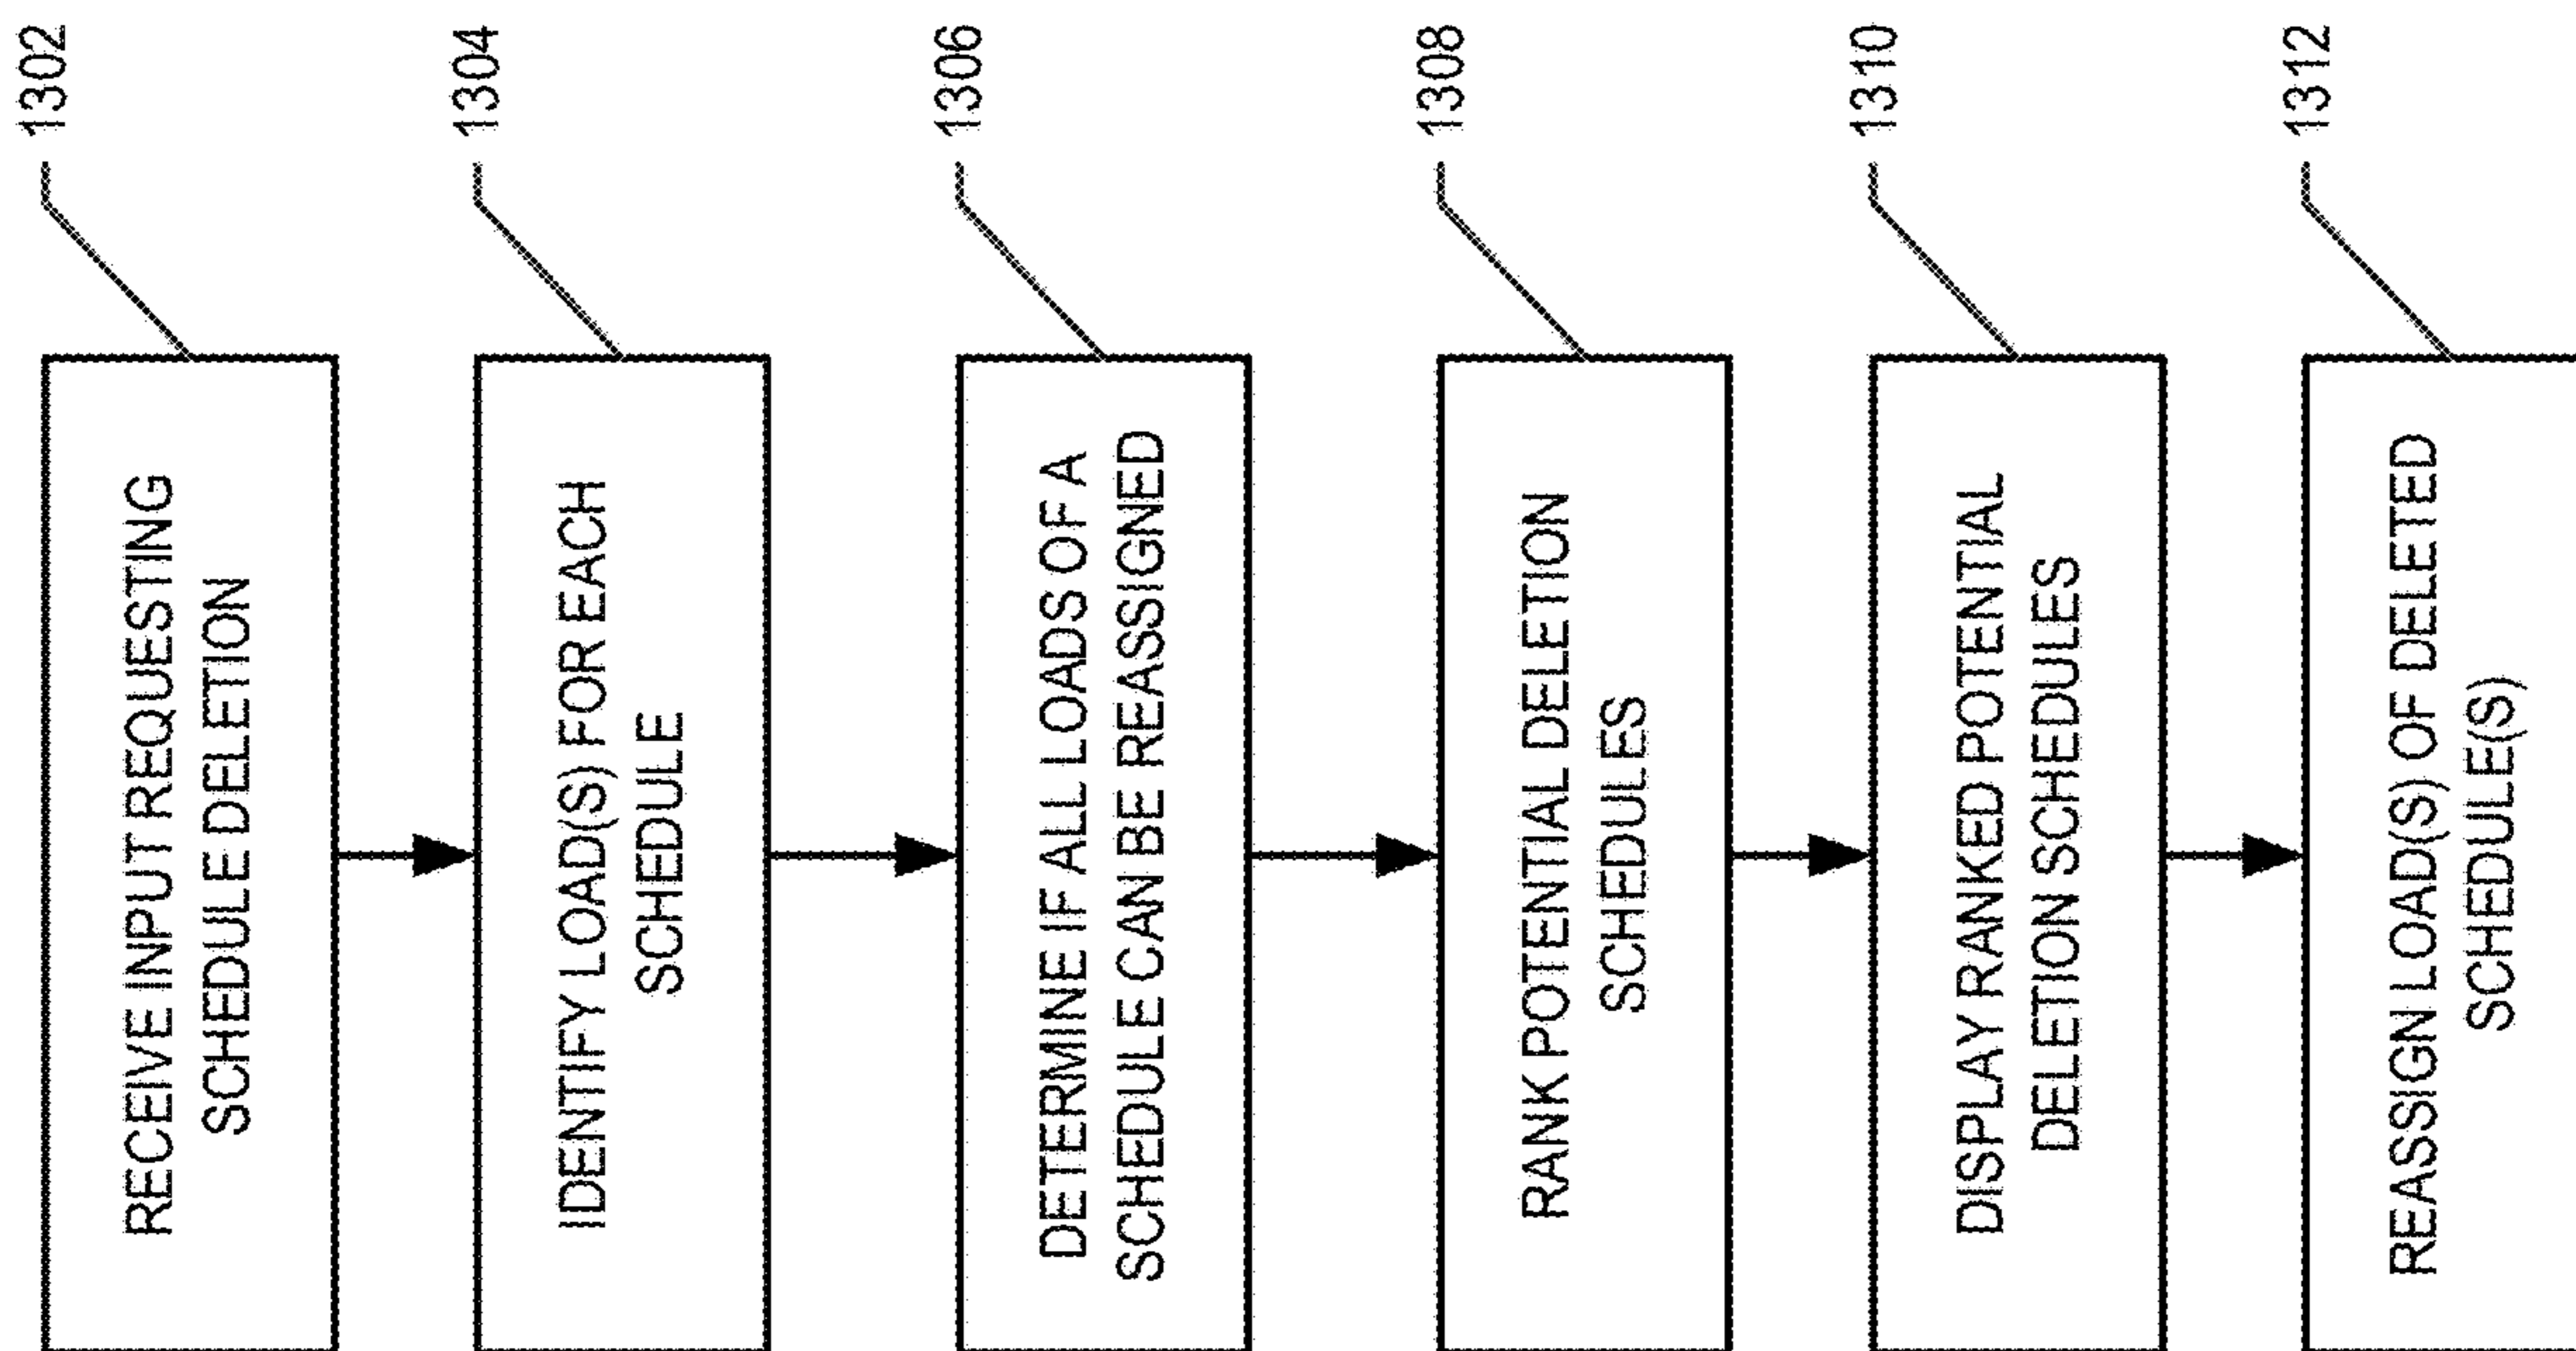 1302
RECEIVE INPUT REQUESTING
SCHEDULE DELETION
1304
IDENTIFY LOAD(S) FOR EACH
SCHEDULE
1306
DETERMINE IF ALL LOADS OF A
SCHEDULE CAN BE REASSIGNED
1308
RANK POTENTIAL DELETION
SCHEDULES
1310
DISPLAY RANKED POTENTIAL
DELETION SCHEDULES
1312
REASSIGN LOAD(S) OF DELETED
SCHEDULE(S)